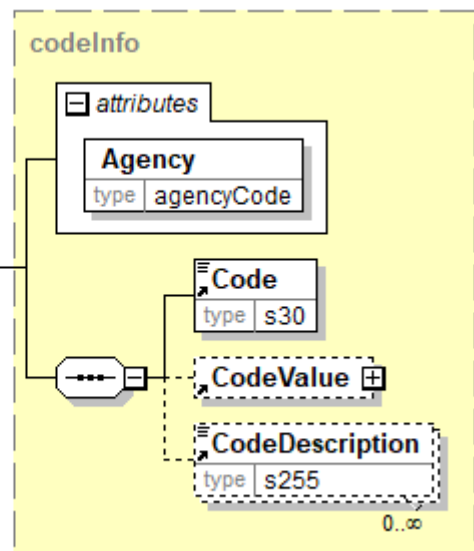 codeInfo
attributes
Agency
type agencyCode
Code
type s30
CodeValue
CodeDescription
type s255
0..∞